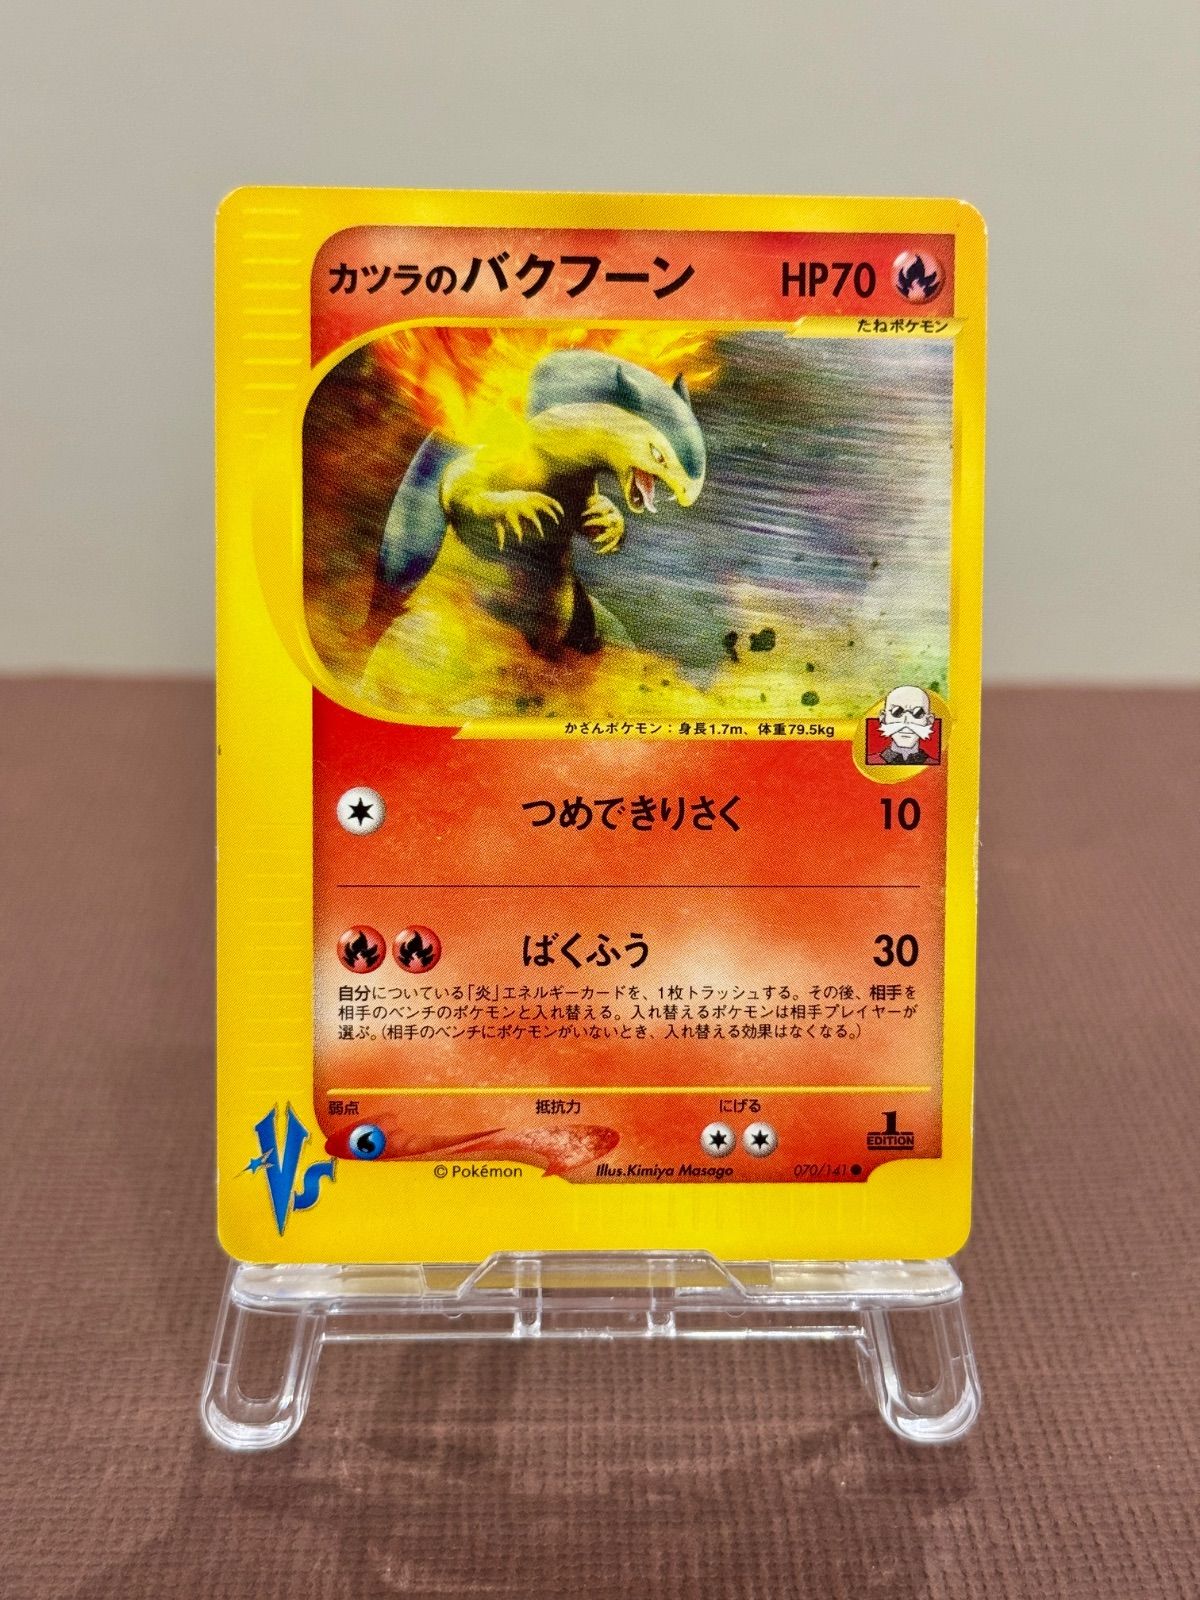 カツラのバクフーン HP70
たねポケモン
かざんポケモン：身長1.7m、体重79.5kg
つめできりさく 10
ばくふう 30
自分についている「炎」エネルギーカードを、1枚トラッシュする。その後、相手を
相手のベンチのポケモンと入れ替える。入れ替えるポケモンは相手プレイヤーが
選ぶ。（相手のベンチにポケモンがいないとき、入れ替える効果はなくなる。）
弱点 抵抗力 にげる
1
EDITION
VS
© Pokémon Illus.Kimiya Masago 070/141●